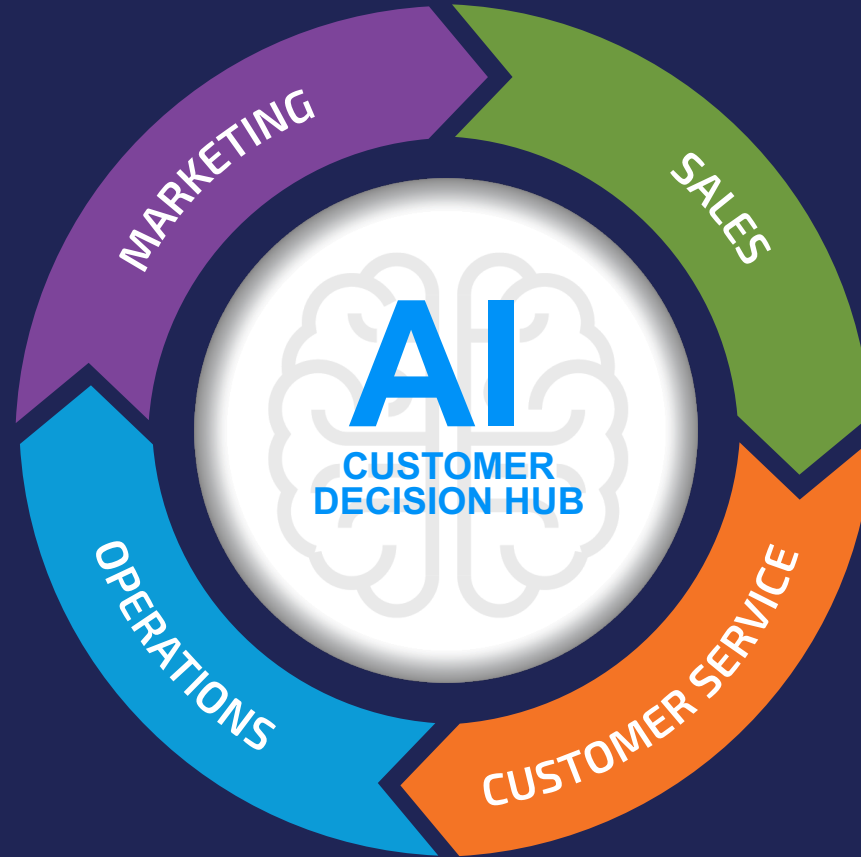 MARKETING
SALES
AI
CUSTOMER
DECISION HUB
OPERATIONS
CUSTOMER SERVICE